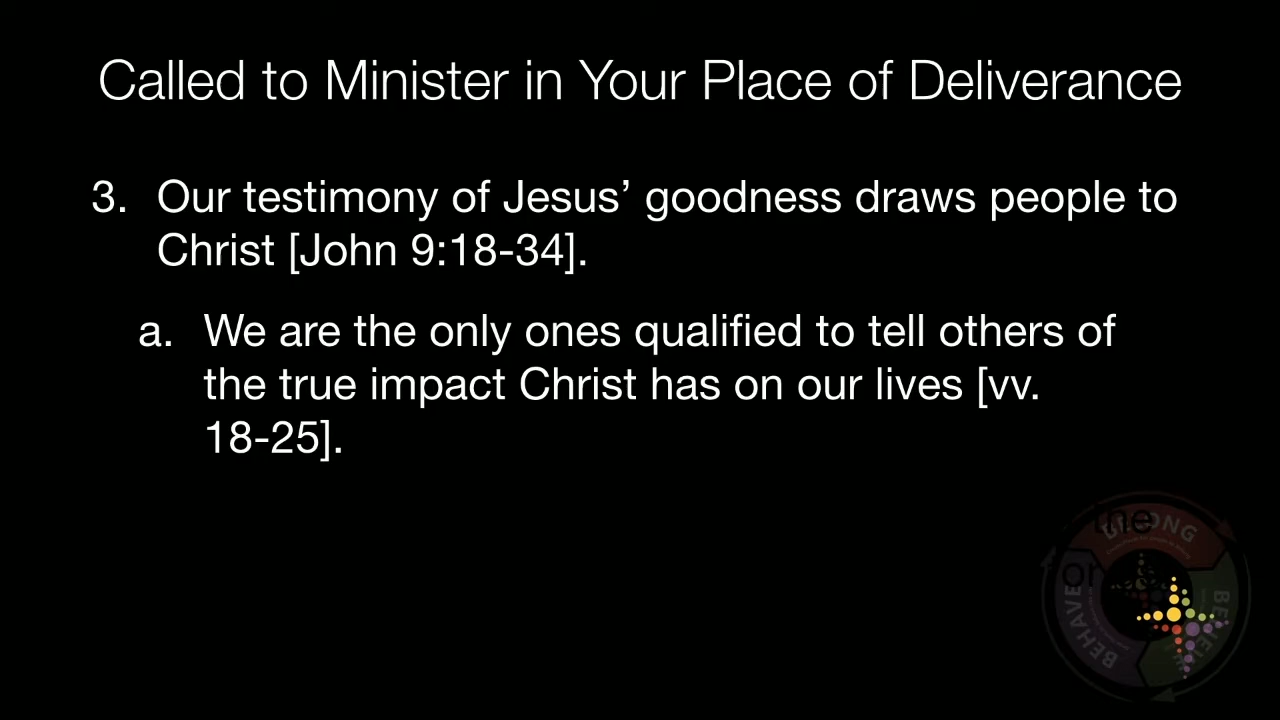 Called to Minister in Your Place of Deliverance
3. Our testimony of Jesus’ goodness draws people to
Christ [John 9:18-34].
a. We are the only ones qualified to tell others of
the true impact Christ has on our lives [vv.
18-25].
the
BELONG
BEHAVE